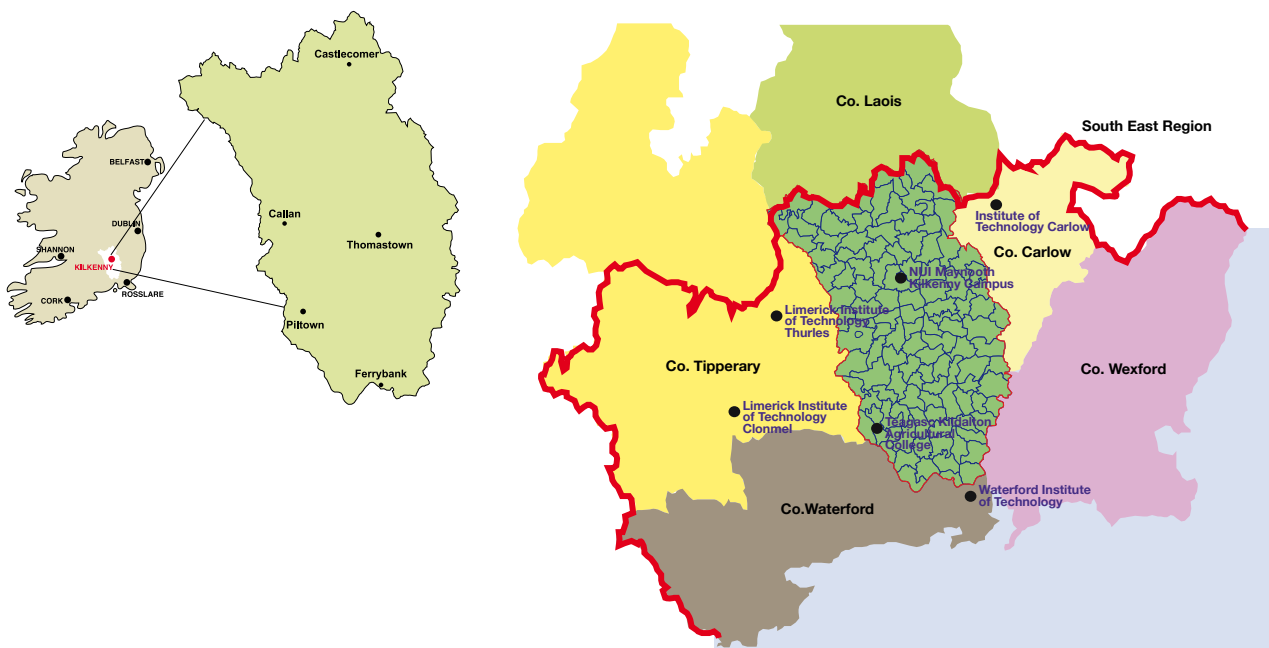 Castlecomer
BELFAST
DUBLIN
SHANNON
KILKENNY
ROSSLARE
CORK
Callan
Thomastown
Piltown
Ferrybank
Co. Laois
South East Region
Institute of
Technology Carlow
Co. Carlow
NUI Maynooth
Kilkenny Campus
Limerick Institute
of Technology
Thurles
Co. Tipperary
Co. Wexford
Limerick Institute
of Technology
Clonmel
Teagasc Kildalton
Agricultural
College
Waterford Institute
of Technology
Co.Waterford